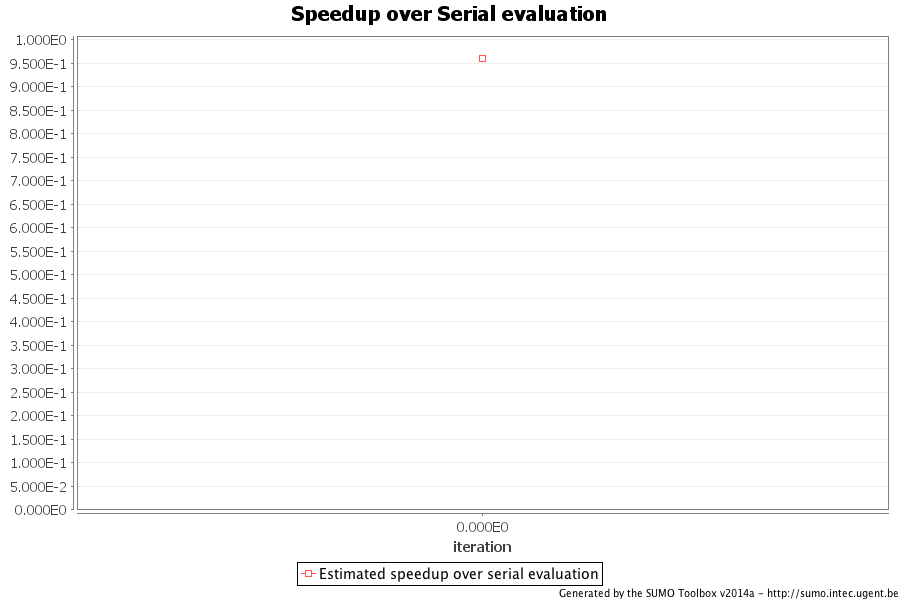 Speedup over Serial evaluation
1.000E0
9.500E-1
9.000E-1
8.500E-1
8.000E-1
7.500E-1
7.000E-1
6.500E-1
6.000E-1
5.500E-1
5.000E-1
4.500E-1
4.000E-1
3.500E-1
3.000E-1
2.500E-1
2.000E-1
1.500E-1
1.000E-1
5.000E-2
0.000E0
0.000E0
iteration
Estimated speedup over serial evaluation
Generated by the SUMO Toolbox v2014a - http://sumo.intec.ugent.be